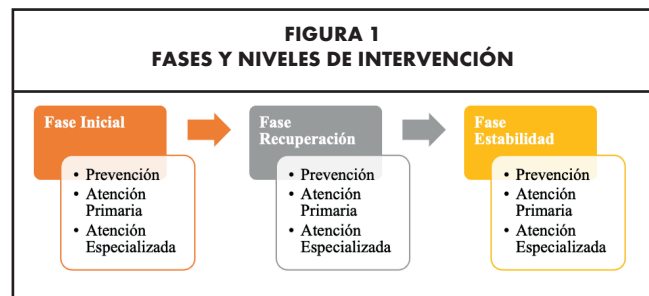 FIGURA 1
FASES Y NIVELES DE INTERVENCIÓN
Fase Inicial
• Prevención
• Atención
Primaria
• Atención
Especializada
Fase
Recuperación
• Prevención
• Atención
Primaria
• Atención
Especializada
Fase
Estabilidad
• Prevención
• Atención
Primaria
• Atención
Especializada